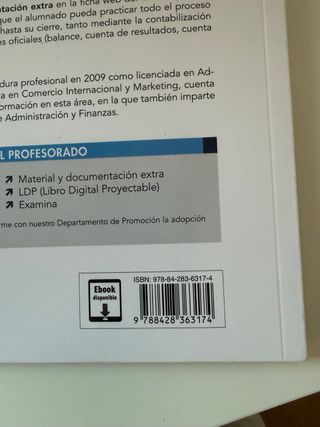 ntación extra en la ficha web del
que el alumnado pueda practicar todo el proceso
hasta su cierre, tanto mediante la contabilización
os oficiales (balance, cuenta de resultados, cuenta
dura profesional en 2009 como licenciada en Ad-
a en Comercio Internacional y Marketing, cuenta
ormación en esta área, en la que también imparte
e Administración y Finanzas.
L PROFESORADO
Material y documentación extra
LDP (Libro Digital Proyectable)
Examina
rme con nuestro Departamento de Promoción la adopción
ISBN: 978-84-283-6317-4
Ebook
disponible
9 788428 363174